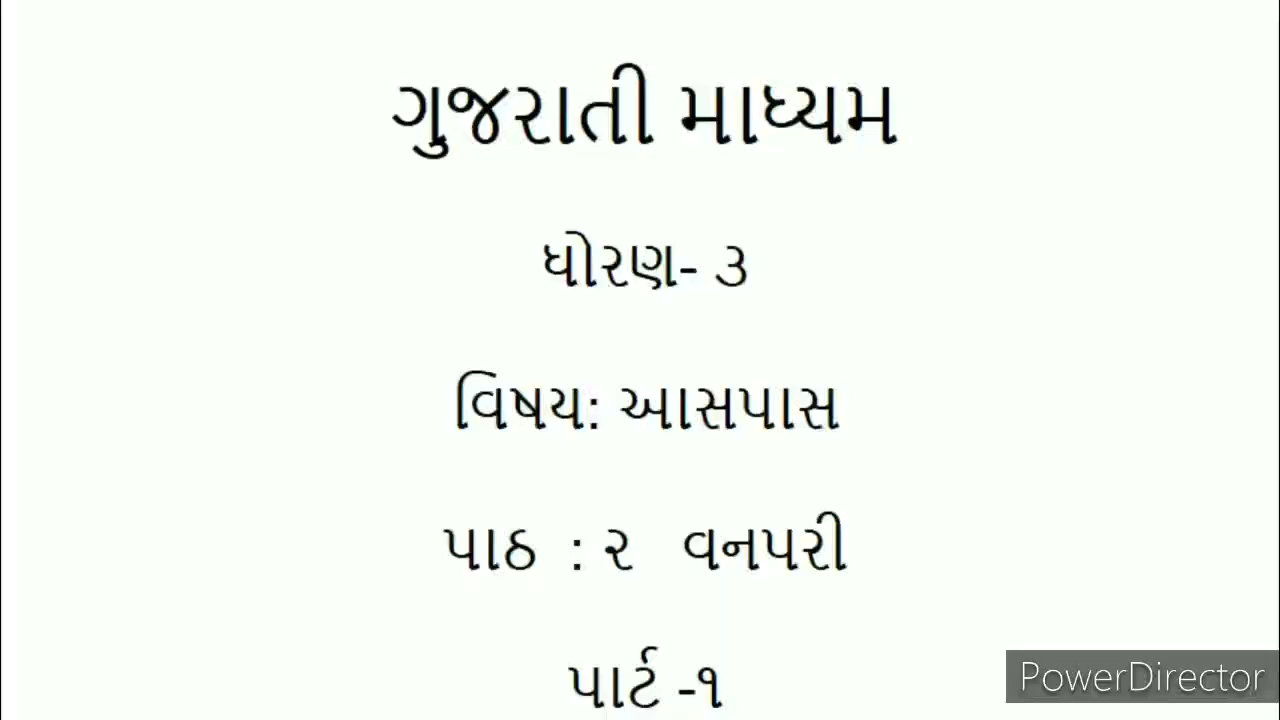 ગુજરાતી માધ્યમ
ધોરણ- ૩
વિષય: આસપાસ
પાઠ : ૨ વનપરી
પાર્ટ -૧
PowerDirector